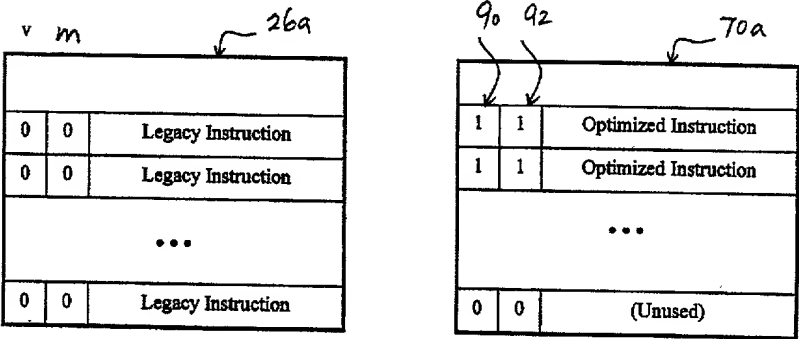 v m 26a 90 92 70a
0 0 Legacy Instruction 1 1 Optimized Instruction
0 0 Legacy Instruction 1 1 Optimized Instruction
••• •••
0 0 Legacy Instruction 0 0 (Unused)